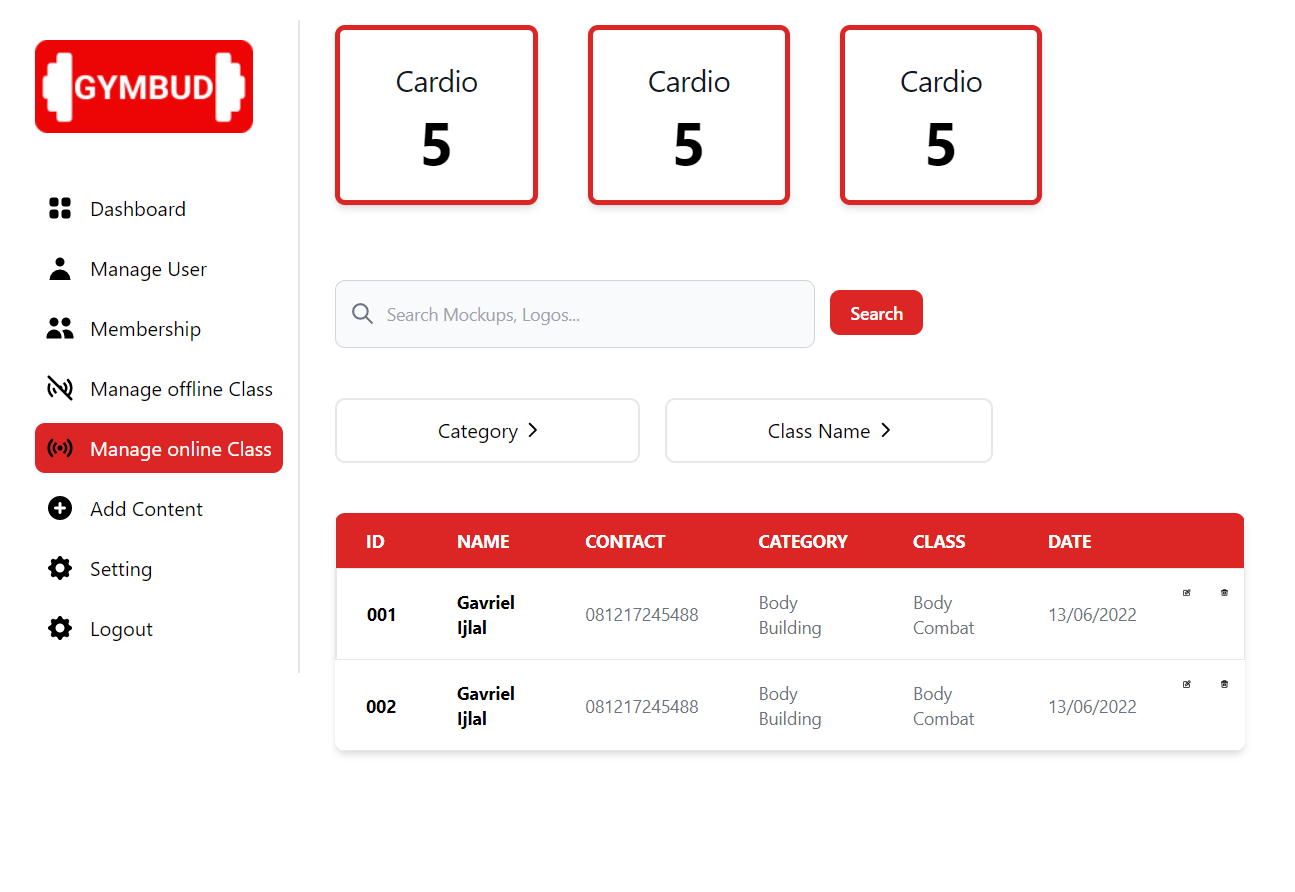 GYMBUD
Dashboard
Manage User
Membership
Manage offline Class
Manage online Class
Add Content
Setting
Logout
Cardio
5
Cardio
5
Cardio
5
Search Mockups, Logos...
Search
Category
Class Name
ID NAME CONTACT CATEGORY CLASS DATE
001 Gavriel Ijlal 081217245488 Body Building Body Combat 13/06/2022
002 Gavriel Ijlal 081217245488 Body Building Body Combat 13/06/2022